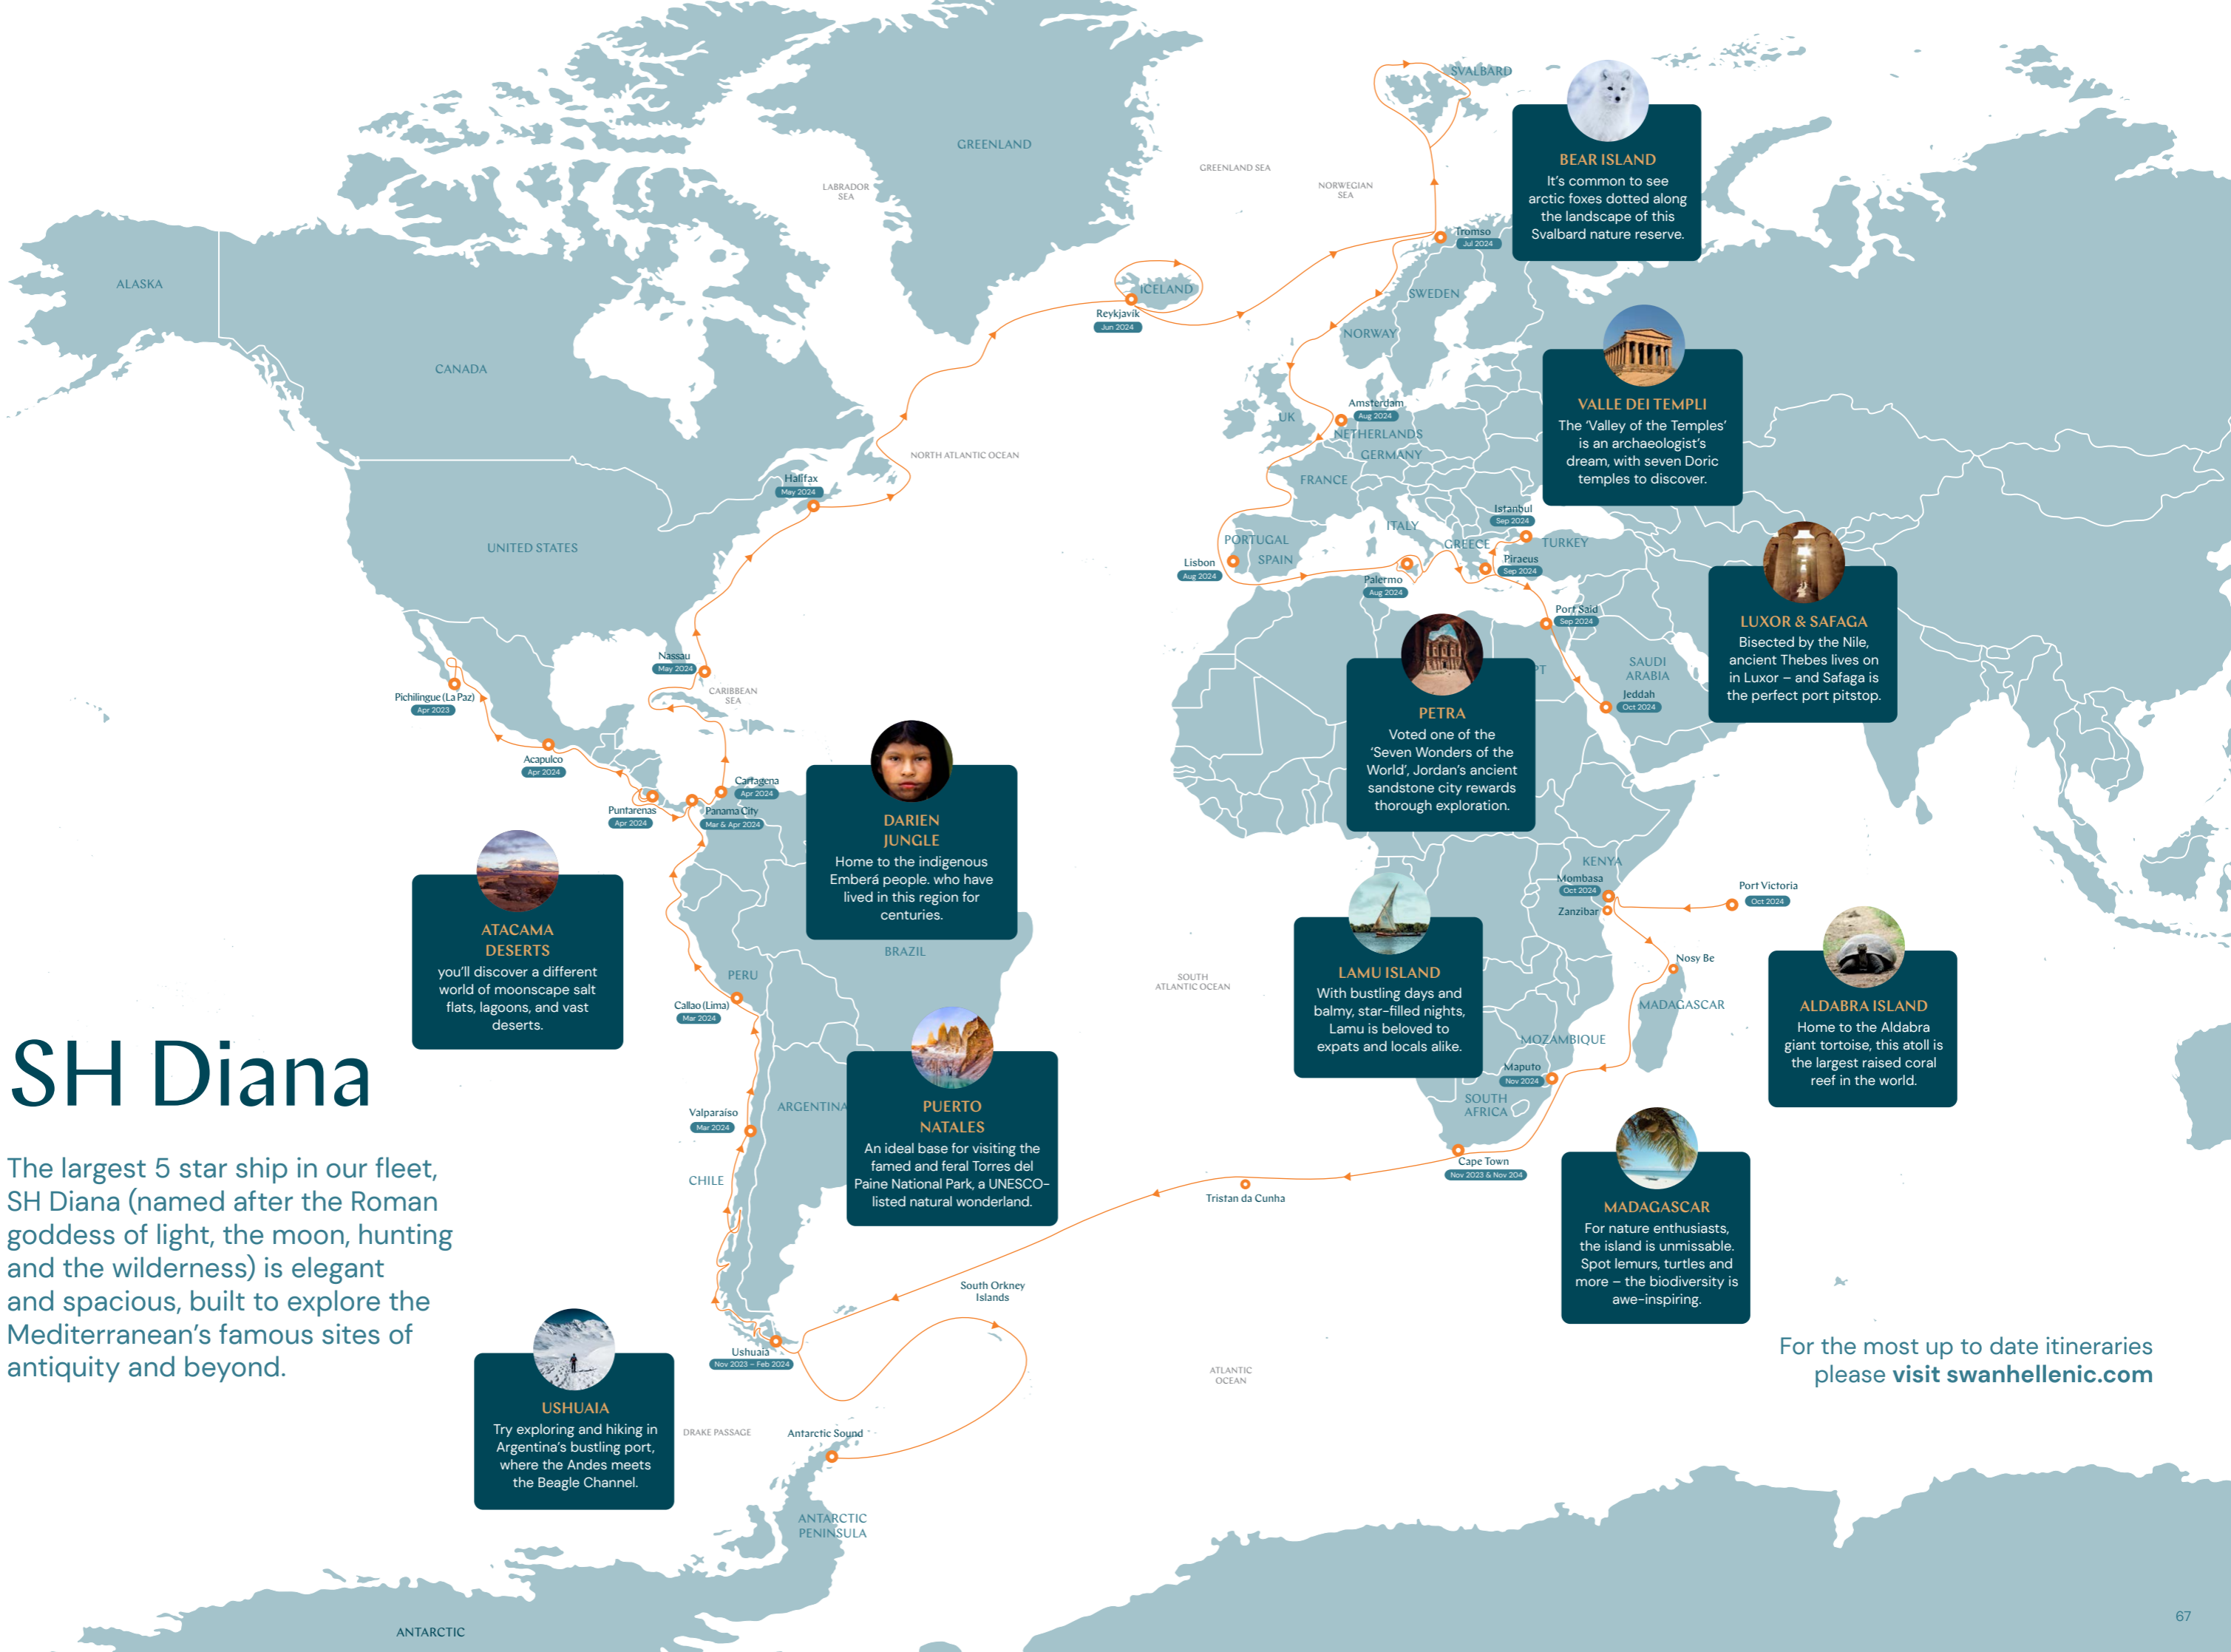 SVALBARD
GREENLAND
GREENLAND SEA
LABRADOR
SEA
NORWEGIAN
SEA
BEAR ISLAND
It's common to see
arctic foxes dotted along
the landscape of this
Svalbard nature reserve.
Tromso
Jul 2024
ALASKA
ICELAND
Reykjavik
Jun 2024
SWEDEN
NORWAY
CANADA
VALLE DEI TEMPLI
The 'Valley of the Temples'
is an archaeologist's
dream, with seven Doric
temples to discover.
Amsterdam
Aug 2024
UK
NETHERLANDS
GERMANY
NORTH ATLANTIC OCEAN
FRANCE
Halifax
May 2024
Istanbul
Sep 2024
ITALY
PORTUGAL
GREECE
TURKEY
UNITED STATES
SPAIN
Lisbon
Aug 2024
Piraeus
Sep 2024
Palermo
Aug 2024
Port Said
Sep 2024
LUXOR & SAFAGA
Bisected by the Nile,
ancient Thebes lives on
in Luxor – and Safaga is
the perfect port pitstop.
Nassau
May 2024
SAUDI
ARABIA
PT
Pichilingue (La Paz)
Apr 2023
CARIBBEAN
SEA
Jeddah
Oct 2024
PETRA
Voted one of the
'Seven Wonders of the
World', Jordan's ancient
sandstone city rewards
thorough exploration.
Acapulco
Apr 2024
Cartagena
Apr 2024
Puntarenas
Apr 2024
Panama City
Mar & Apr 2024
DARIEN
JUNGLE
Home to the indigenous
Emberá people. who have
lived in this region for
centuries.
KENYA
Mombasa
Oct 2024
Port Victoria
Oct 2024
Zanzibar
ATACAMA
DESERTS
you'll discover a different
world of moonscape salt
flats, lagoons, and vast
deserts.
BRAZIL
PERU
Callao (Lima)
Mar 2024
SOUTH
ATLANTIC OCEAN
LAMU ISLAND
With bustling days and
balmy, star-filled nights,
Lamu is beloved to
expats and locals alike.
Nosy Be
MADAGASCAR
ALDABRA ISLAND
Home to the Aldabra
giant tortoise, this atoll is
the largest raised coral
reef in the world.
MOZAMBIQUE
Maputo
Nov 2024
SH Diana
The largest 5 star ship in our fleet,
SH Diana (named after the Roman
goddess of light, the moon, hunting
and the wilderness) is elegant
and spacious, built to explore the
Mediterranean's famous sites of
antiquity and beyond.
Valparaíso
Mar 2024
ARGENTINA
CHILE
PUERTO
NATALES
An ideal base for visiting the
famed and feral Torres del
Paine National Park, a UNESCO-
listed natural wonderland.
SOUTH
AFRICA
Cape Town
Nov 2023 & Nov 204
Tristan da Cunha
MADAGASCAR
For nature enthusiasts,
the island is unmissable.
Spot lemurs, turtles and
more – the biodiversity is
awe-inspiring.
South Orkney
Islands
Ushuaia
Nov 2023 – Feb 2024
ATLANTIC
OCEAN
For the most up to date itineraries
please visit swanhellenic.com
USHUAIA
Try exploring and hiking in
Argentina's bustling port,
where the Andes meets
the Beagle Channel.
DRAKE PASSAGE
Antarctic Sound
ANTARCTIC
PENINSULA
ANTARCTIC
67